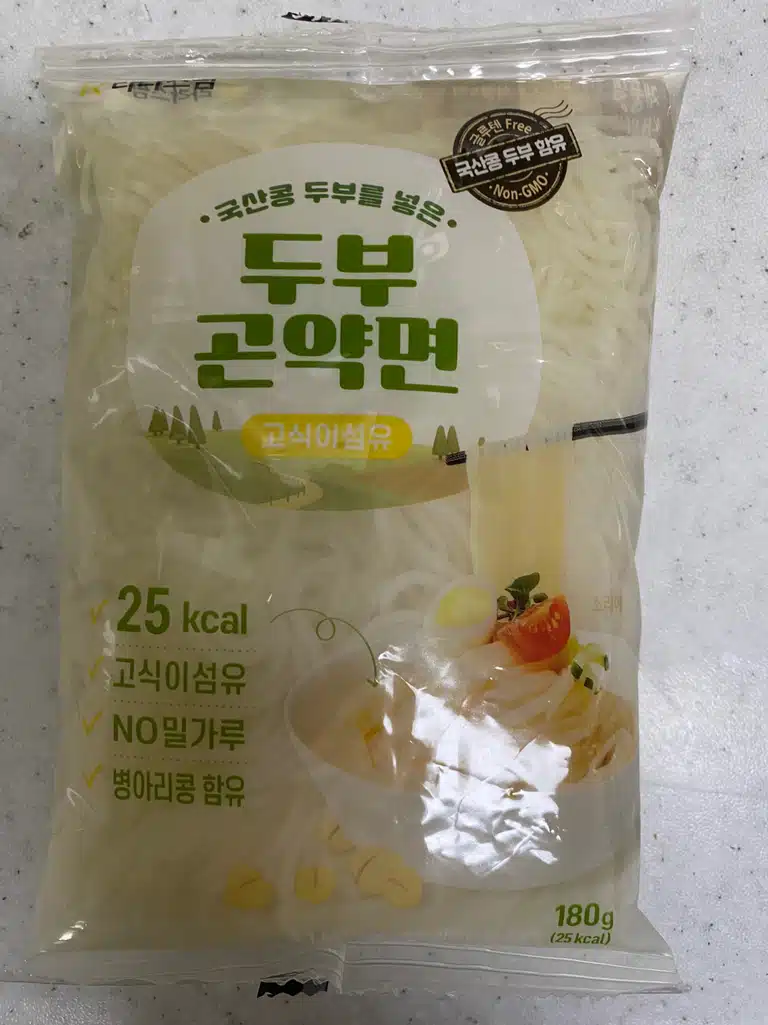 글루텐 Free
국산콩 두부 함유
Non-GMO
국산콩 두부를 넣은
두부
곤약면
고식이섬유
25 kcal
고식이섬유
NO밀가루
병아리콩 함유
180g
(25 kcal)